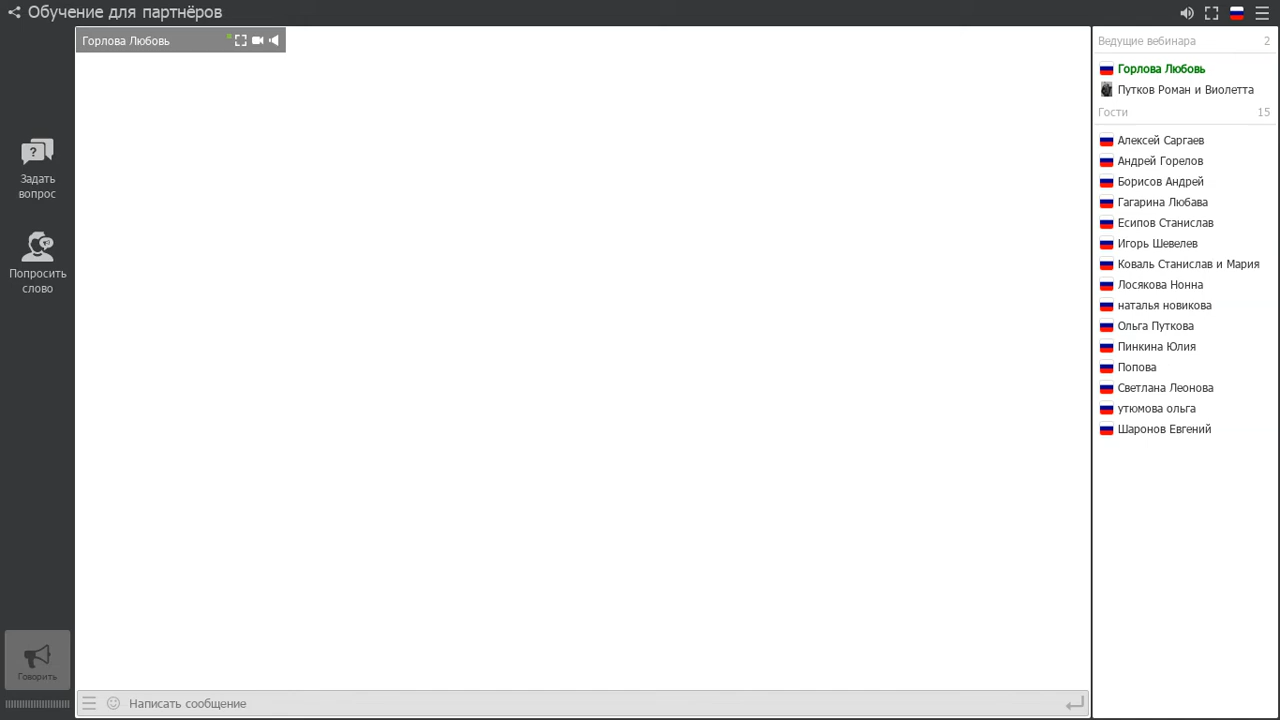 Обучение для партнёров
Горлова Любовь
Задать
вопрос
Попросить
слово
Говорить
Написать сообщение
Ведущие вебинара 2
Горлова Любовь
Путков Роман и Виолетта
Гости 15
Алексей Саргаев
Андрей Горелов
Борисов Андрей
Гагарина Любава
Есипов Станислав
Игорь Шевелев
Коваль Станислав и Мария
Лосякова Нонна
наталья новикова
Ольга Путкова
Пинкина Юлия
Попова
Светлана Леонова
утюмова ольга
Шаронов Евгений